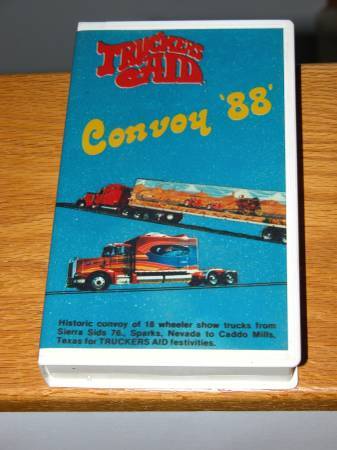 TRUCKERS
AID
Convoy '88'
Historic convoy of 18 wheeler show trucks from
Sierra Sids 76., Sparks, Nevada to Caddo Mills,
Texas for TRUCKERS AID festivities.